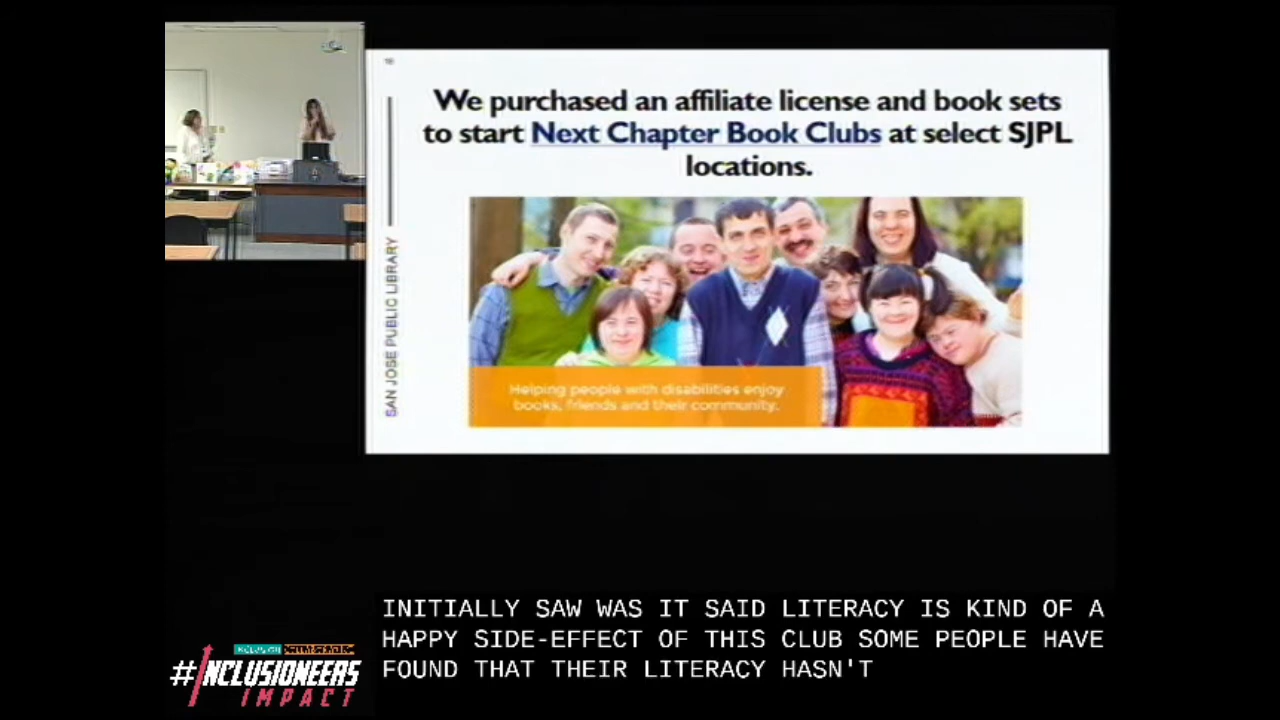 We purchased an affiliate license and book sets
to start Next Chapter Book Clubs at select SJPL
locations.
SAN JOSE PUBLIC LIBRARY
Helping people with disabilities enjoy
books, friends and their community.
INITIALLY SAW WAS IT SAID LITERACY IS KIND OF A
HAPPY SIDE-EFFECT OF THIS CLUB SOME PEOPLE HAVE
FOUND THAT THEIR LITERACY HASN'T
#INCLUSIONEERS
IMPACT